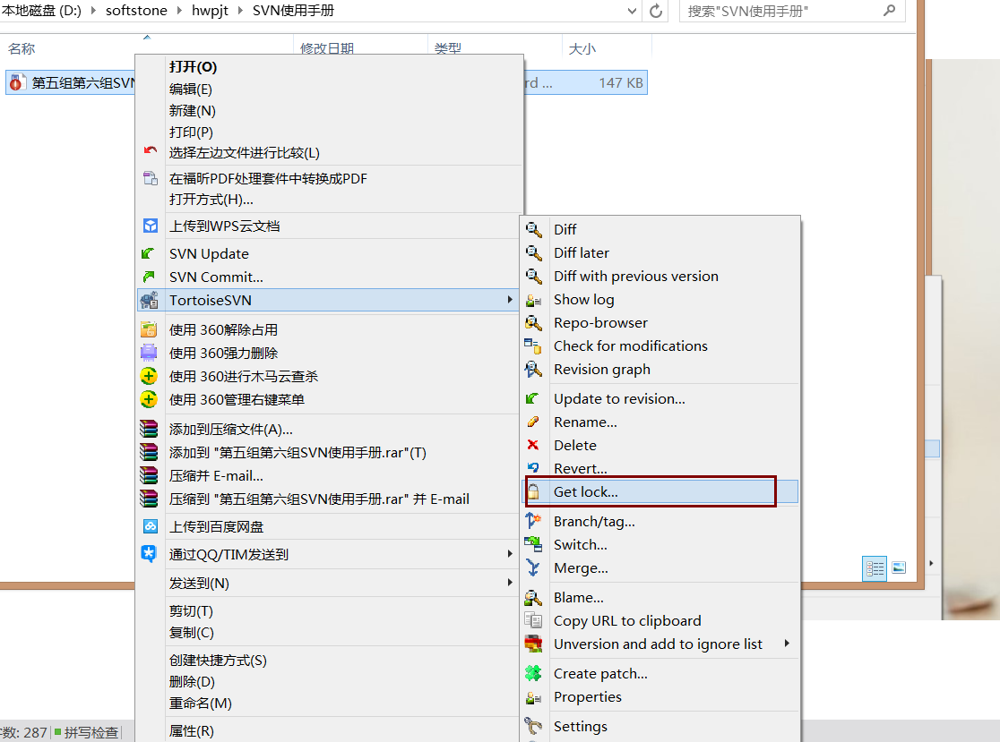 本地磁盘 (D:) softstone hwpjt SVN使用手册
搜索"SVN使用手册"
名称 修改日期 类型 大小
第五组第六组SVN
rd ... 147 KB
打开(O)
编辑(E)
新建(N)
打印(P)
选择左边文件进行比较(L)
在福昕PDF处理套件中转换成PDF
打开方式(H)...
上传到WPS云文档
SVN Update
SVN Commit...
TortoiseSVN
使用 360解除占用
使用 360强力删除
使用 360进行木马云查杀
使用 360管理右键菜单
添加到压缩文件(A)...
添加到 "第五组第六组SVN使用手册.rar"(T)
压缩并 E-mail...
压缩到 "第五组第六组SVN使用手册.rar" 并 E-mail
上传到百度网盘
通过QQ/TIM发送到
发送到(N)
剪切(T)
复制(C)
创建快捷方式(S)
删除(D)
重命名(M)
属性(R)
Diff
Diff later
Diff with previous version
Show log
Repo-browser
Check for modifications
Revision graph
Update to revision...
Rename...
Delete
Revert...
Get lock...
Branch/tag...
Switch...
Merge...
Blame...
Copy URL to clipboard
Unversion and add to ignore list
Create patch...
Properties
Settings
数: 287 拼写检查